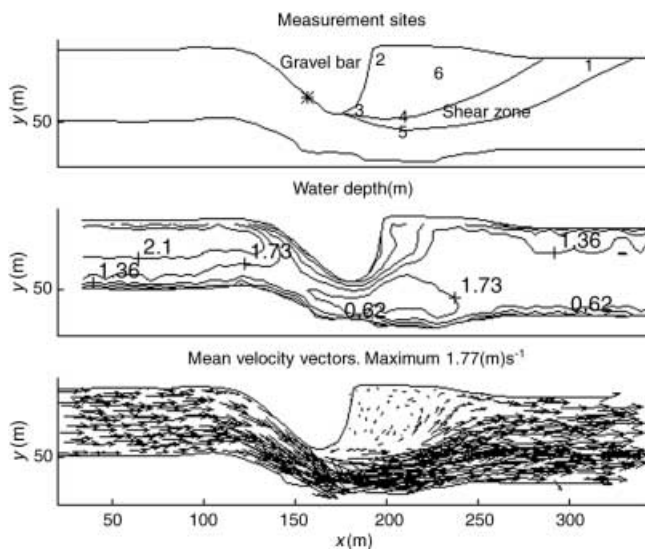 Measurement sites
Gravel bar
2
6
1
3
4
5
Shear zone
y(m)
50
Water depth(m)
2.1
1.73
1.36
1.36
1.73
0.62
0.62
y(m)
50
Mean velocity vectors. Maximum 1.77(m)s⁻¹
y(m)
50
50 100 150 200 250 300
x(m)